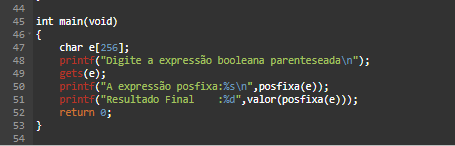 44
45 int main(void)
46 {
47 char e[256];
48 printf("Digite a expressão booleana parenteseada\n");
49 gets(e);
50 printf("A expressão posfixa:%s\n",posfixa(e));
51 printf("Resultado Final    :%d",valor(posfixa(e)));
52 return 0;
53 }
54